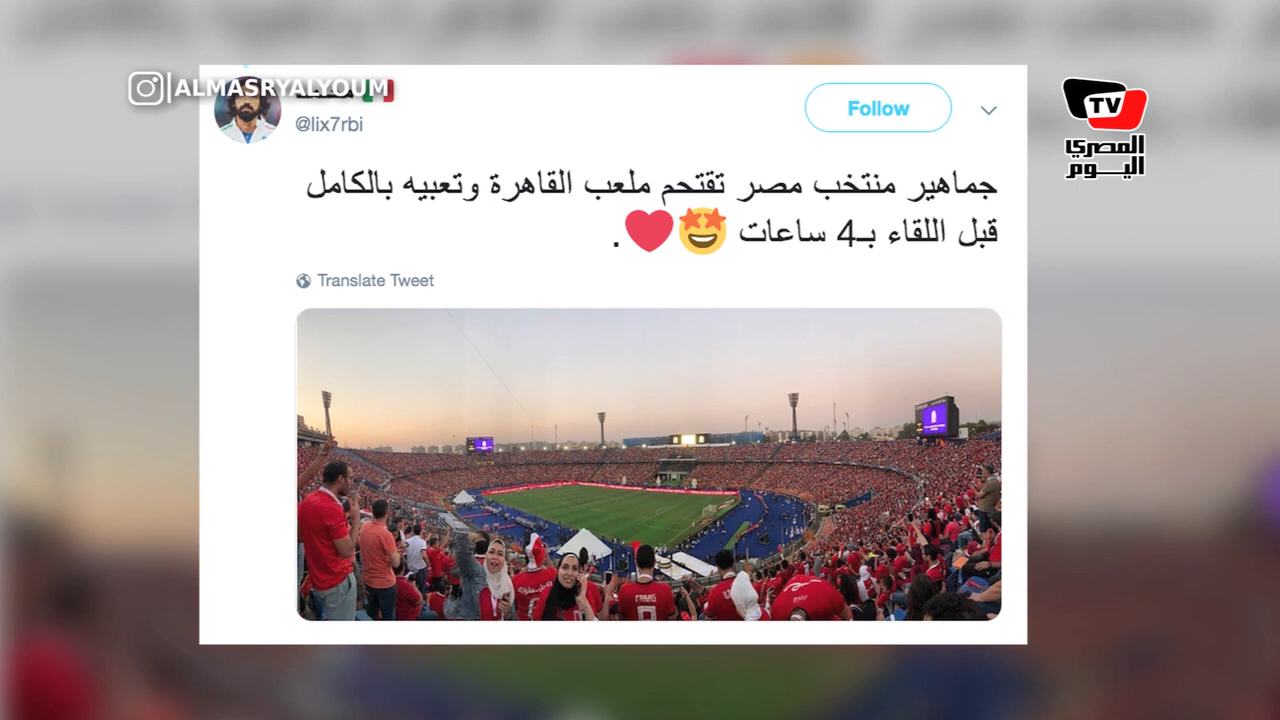 ALMASRYALYOUM
@lix7rbi
Follow
TV
المصري
اليوم
جماهير منتخب مصر تقتحم ملعب القاهرة وتعبيه بالكامل
قبل اللقاء بـ4 ساعات 🤩❤️.
Translate Tweet